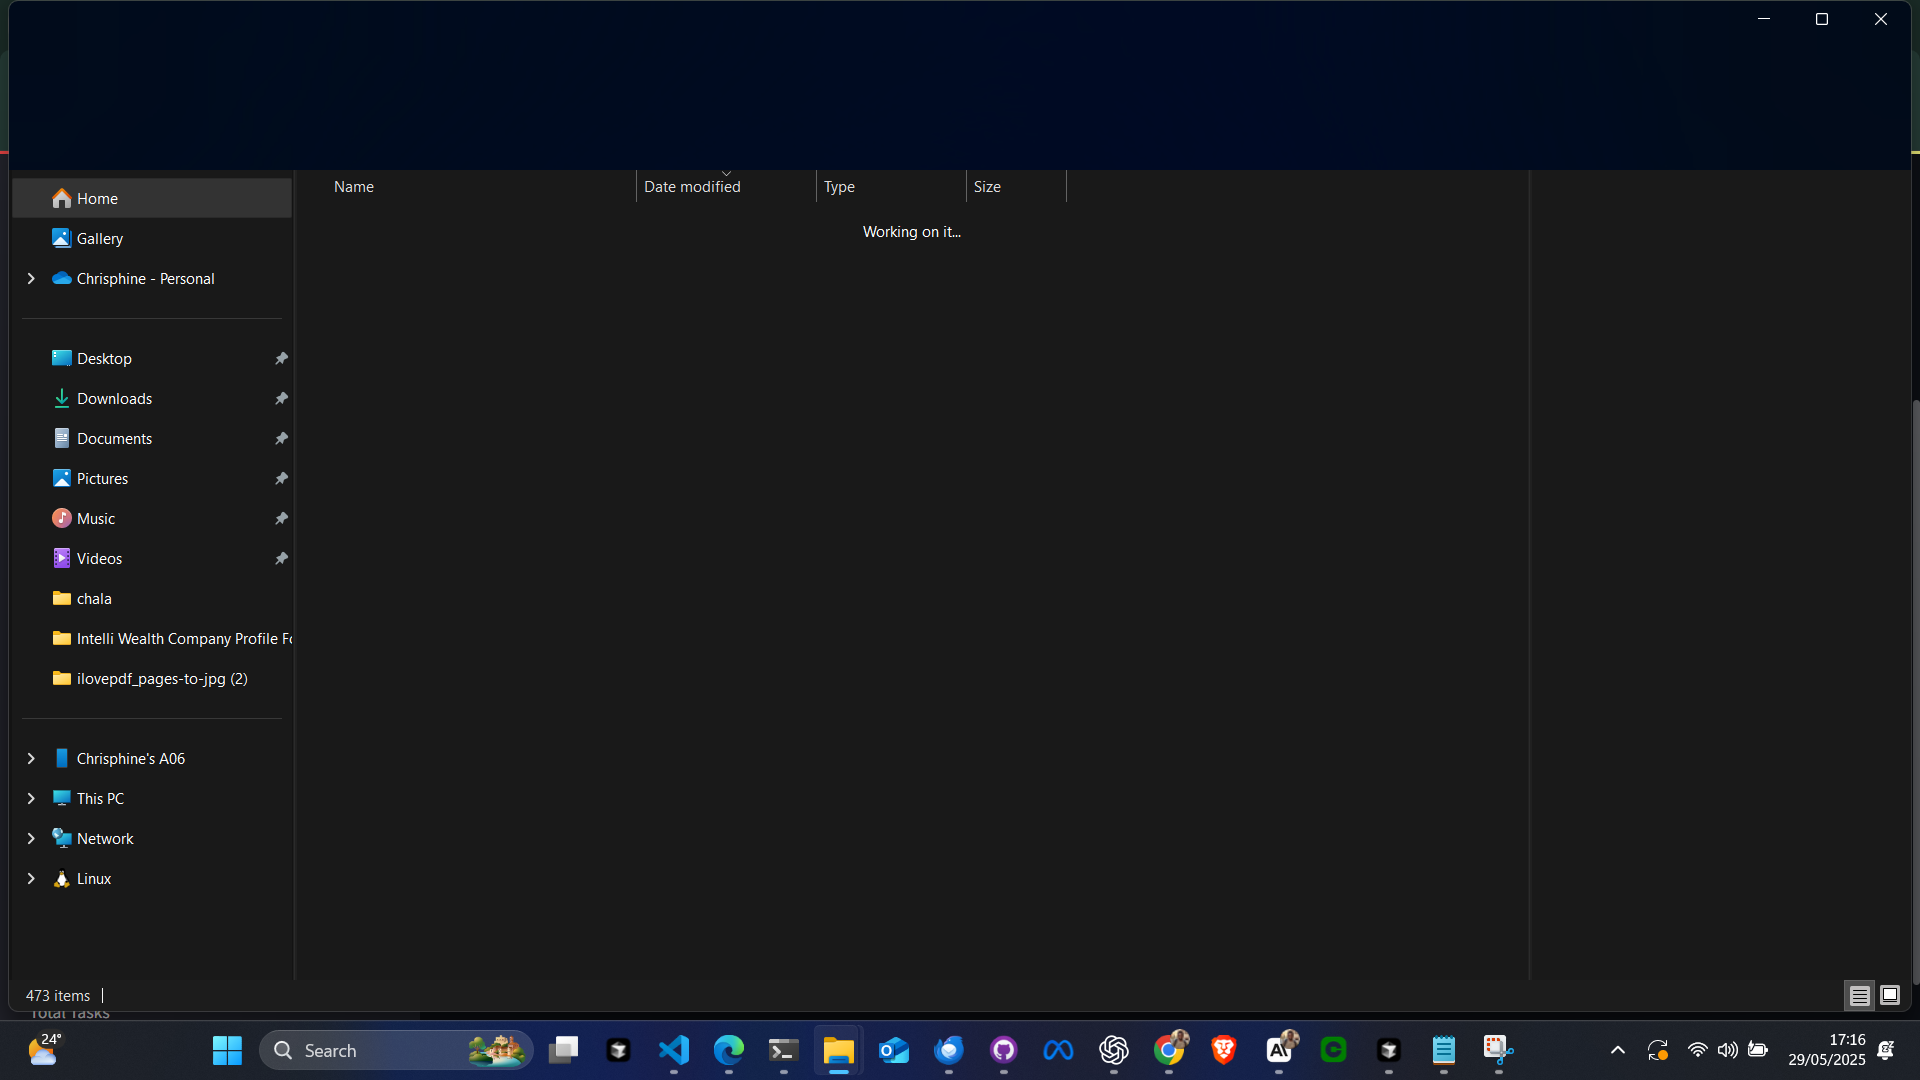 Name
Date modified
Type
Size
Working on it...
Home
Gallery
Chrisphine - Personal
Desktop
Downloads
Documents
Pictures
Music
Videos
chala
Intelli Wealth Company Profile Fo
ilovepdf_pages-to-jpg (2)
Chrisphine's A06
This PC
Network
Linux
473 items
Total Tasks
24°
Search
AI
17:16
29/05/2025